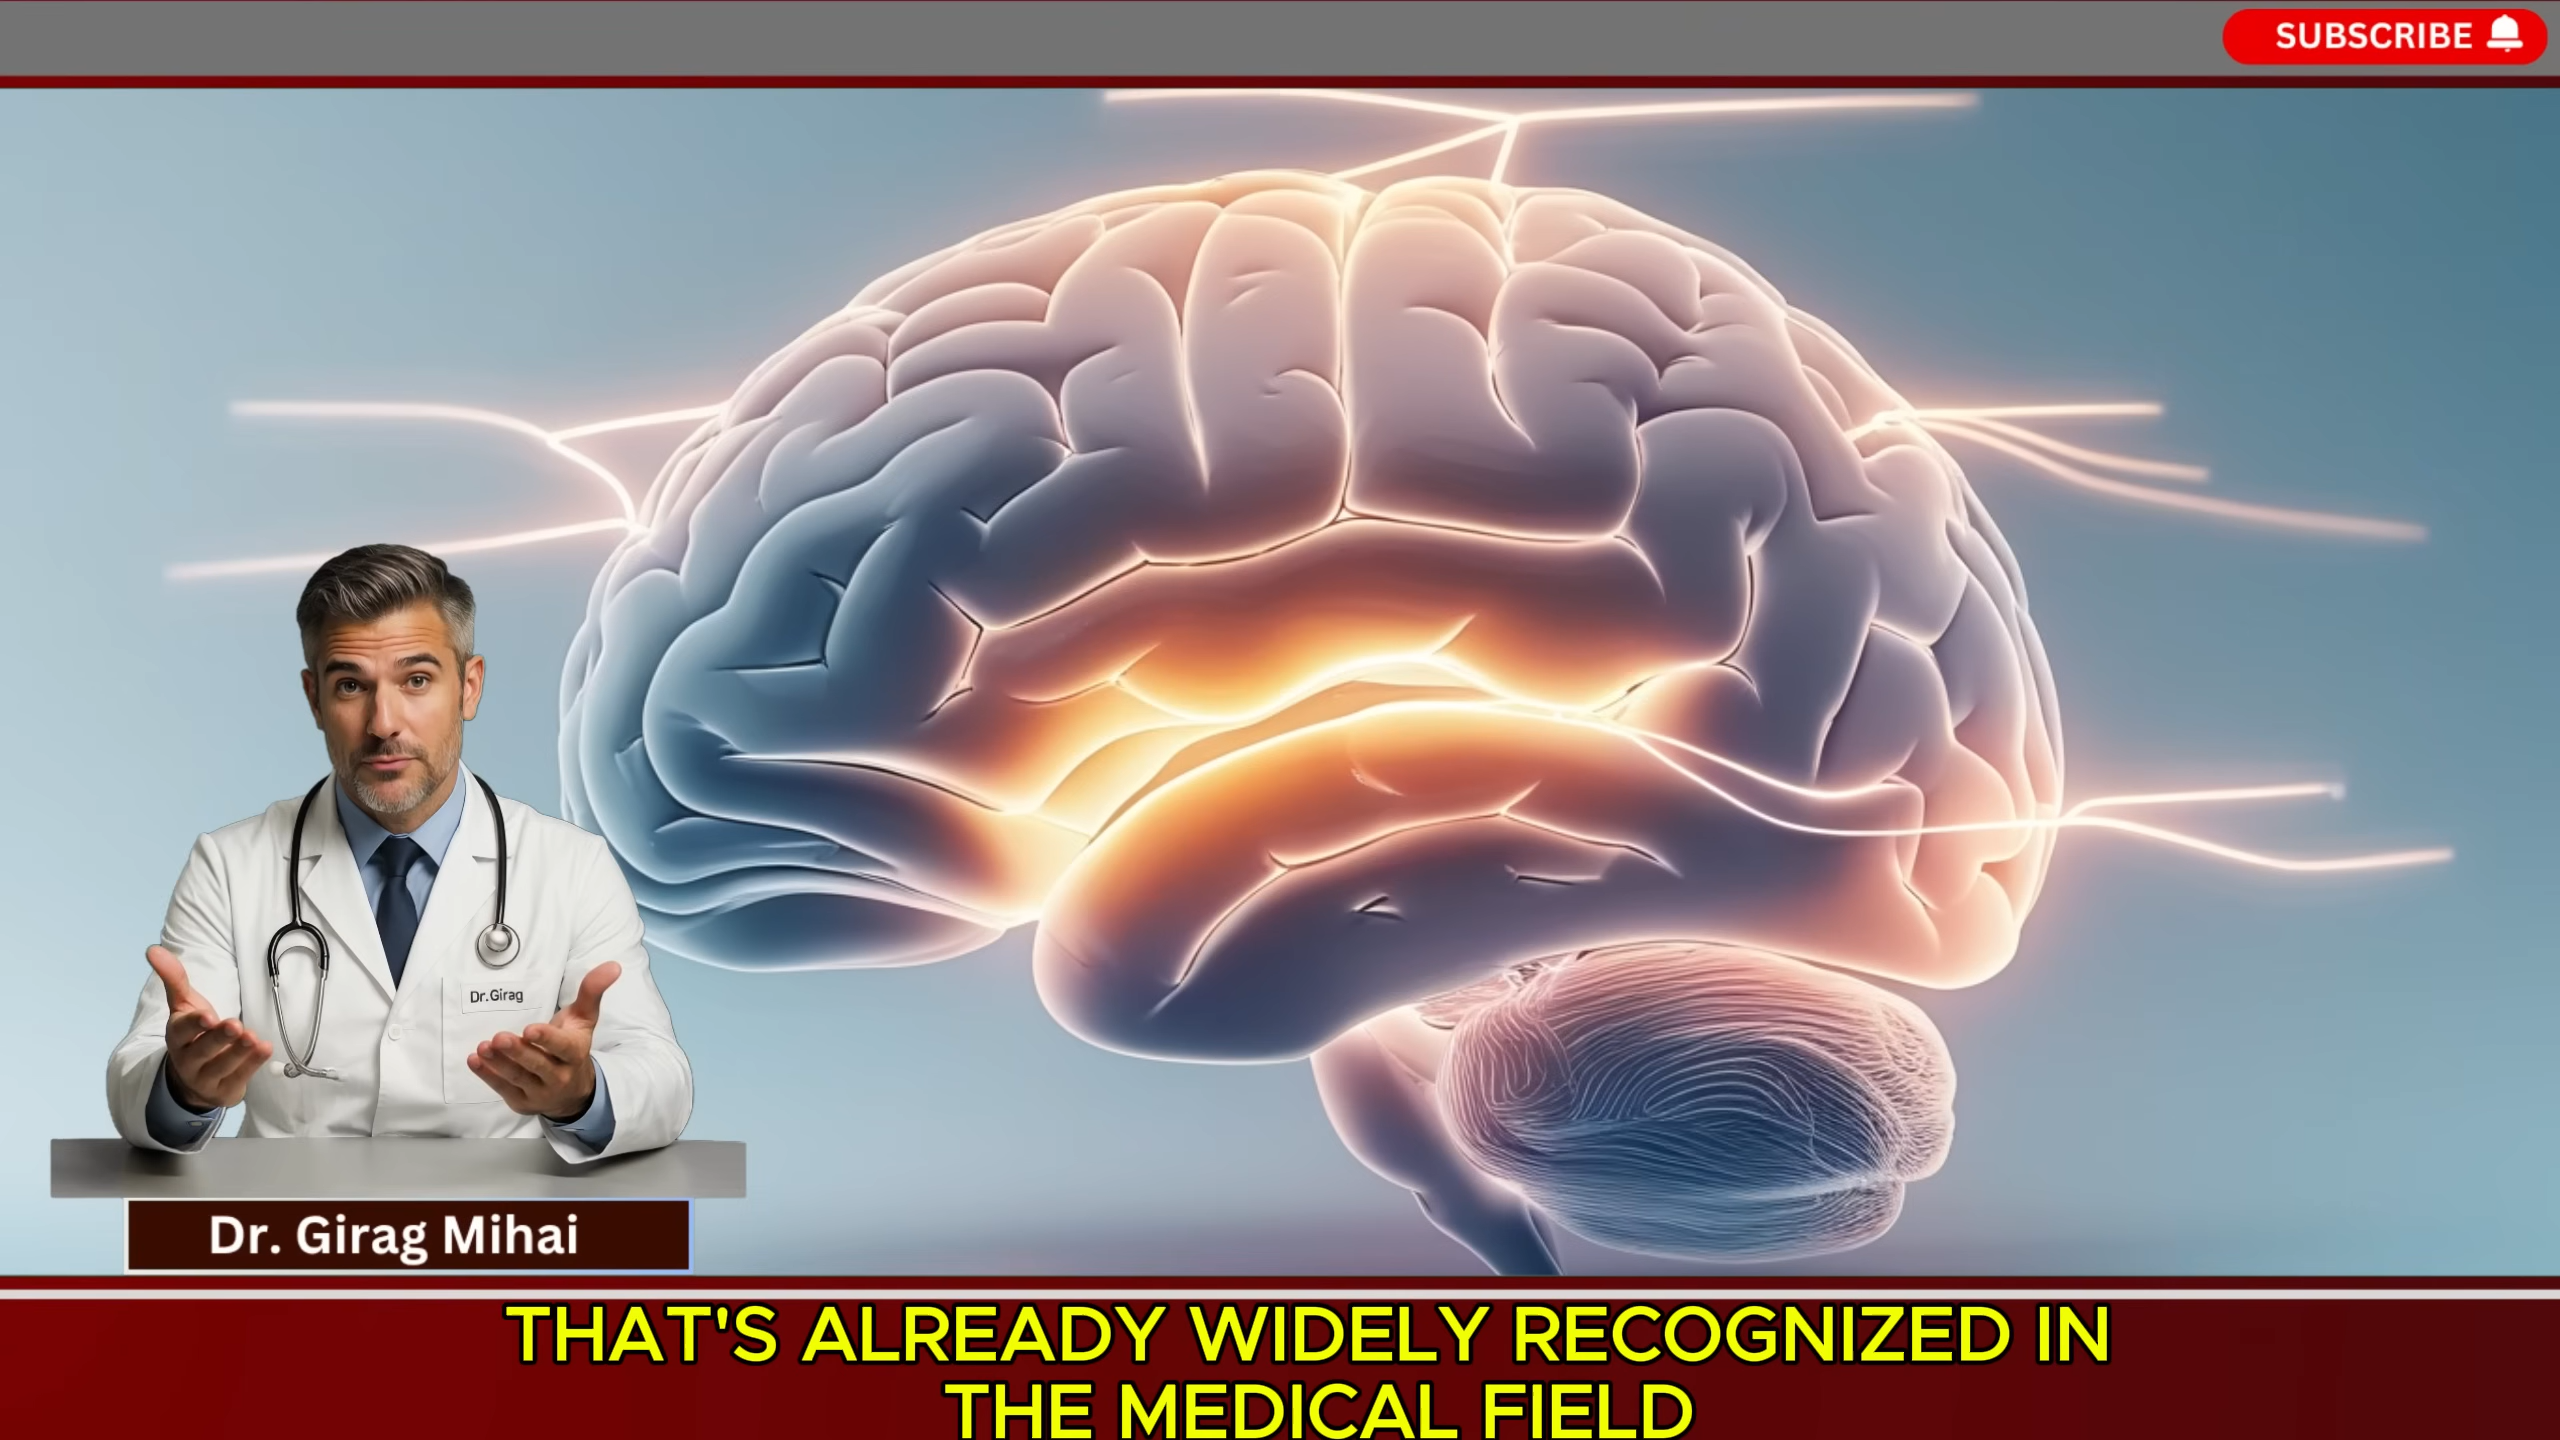 SUBSCRIBE
Dr.Girag
Dr. Girag Mihai
THAT'S ALREADY WIDELY RECOGNIZED IN
THE MEDICAL FIELD